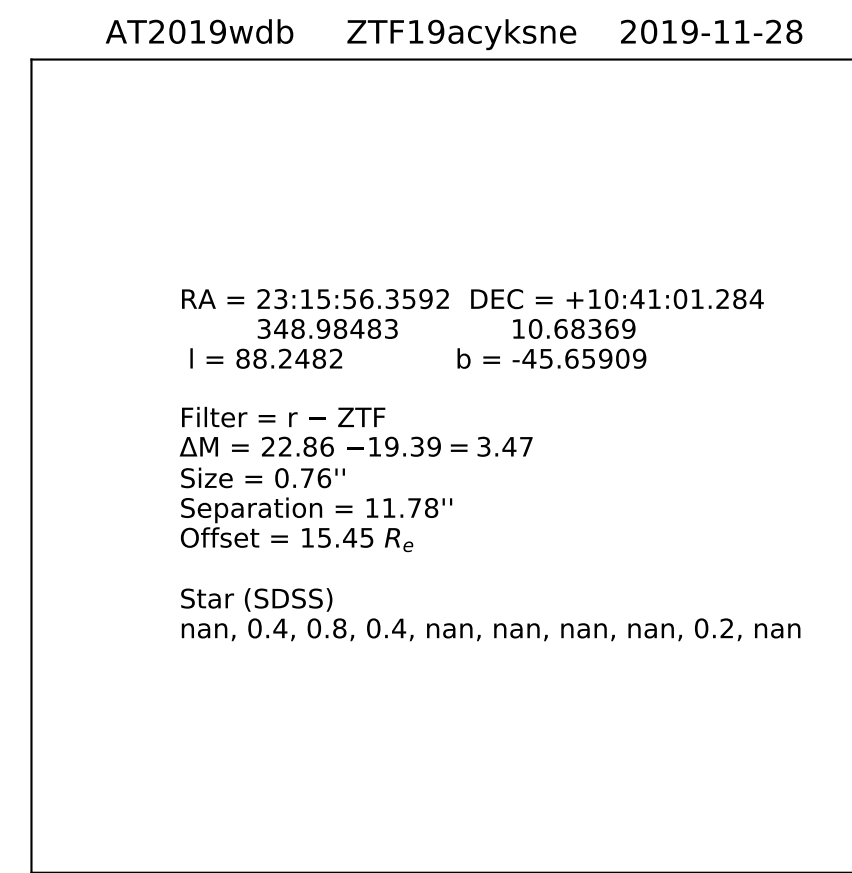 AT2019wdb ZTF19acyksne 2019-11-28
RA = 23:15:56.3592 DEC = +10:41:01.284
348.98483 10.68369
l = 88.2482 b = -45.65909
Filter = r − ZTF
ΔM = 22.86 −19.39 = 3.47
Size = 0.76''
Separation = 11.78''
Offset = 15.45 Re
Star (SDSS)
nan, 0.4, 0.8, 0.4, nan, nan, nan, nan, 0.2, nan